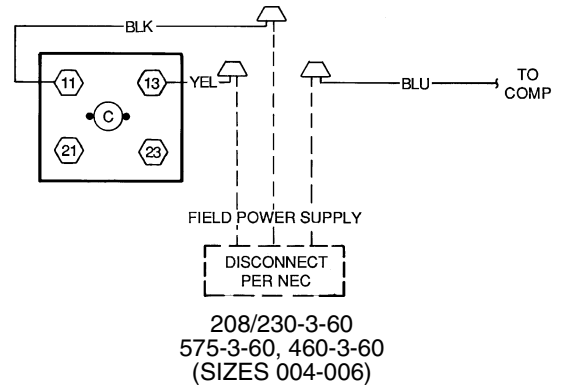 BLK
11
13
YEL
BLU
TO
COMP
C
21
23
FIELD POWER SUPPLY
DISCONNECT
PER NEC
208/230-3-60
575-3-60, 460-3-60
(SIZES 004-006)